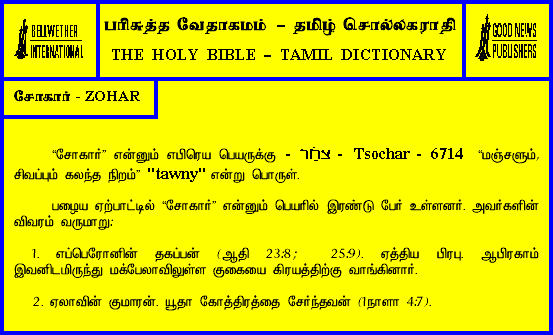 BELLWETHER
INTERNATIONAL
பரிசுத்த வேதாகமம் – தமிழ் சொல்லகராதி
THE HOLY BIBLE – TAMIL DICTIONARY
GOOD NEWS
PUBLISHERS
சோகார் - ZOHAR
“சோகார்” என்னும் எபிரெய பெயருக்கு - צֹחַר - Tsochar - 6714 “மஞ்சளும்,
சிவப்பும் கலந்த நிறம்” "tawny" என்று பொருள்.
பழைய ஏற்பாட்டில் “சோகார்” என்னும் பெயரில் இரண்டு பேர் உள்ளனர். அவர்களின்
விவரம் வருமாறு:
1. எப்பெரோனின் தகப்பன் (ஆதி 23:8; 25:9). ஏத்திய பிரபு. ஆபிரகாம்
இவனிடமிருந்து மக்பேலாவிலுள்ள குகையை கிரயத்திற்கு வாங்கினார்.
2. ஏலாவின் குமாரன். யூதா கோத்திரத்தை சேர்ந்தவன் (1நாளா 4:7).